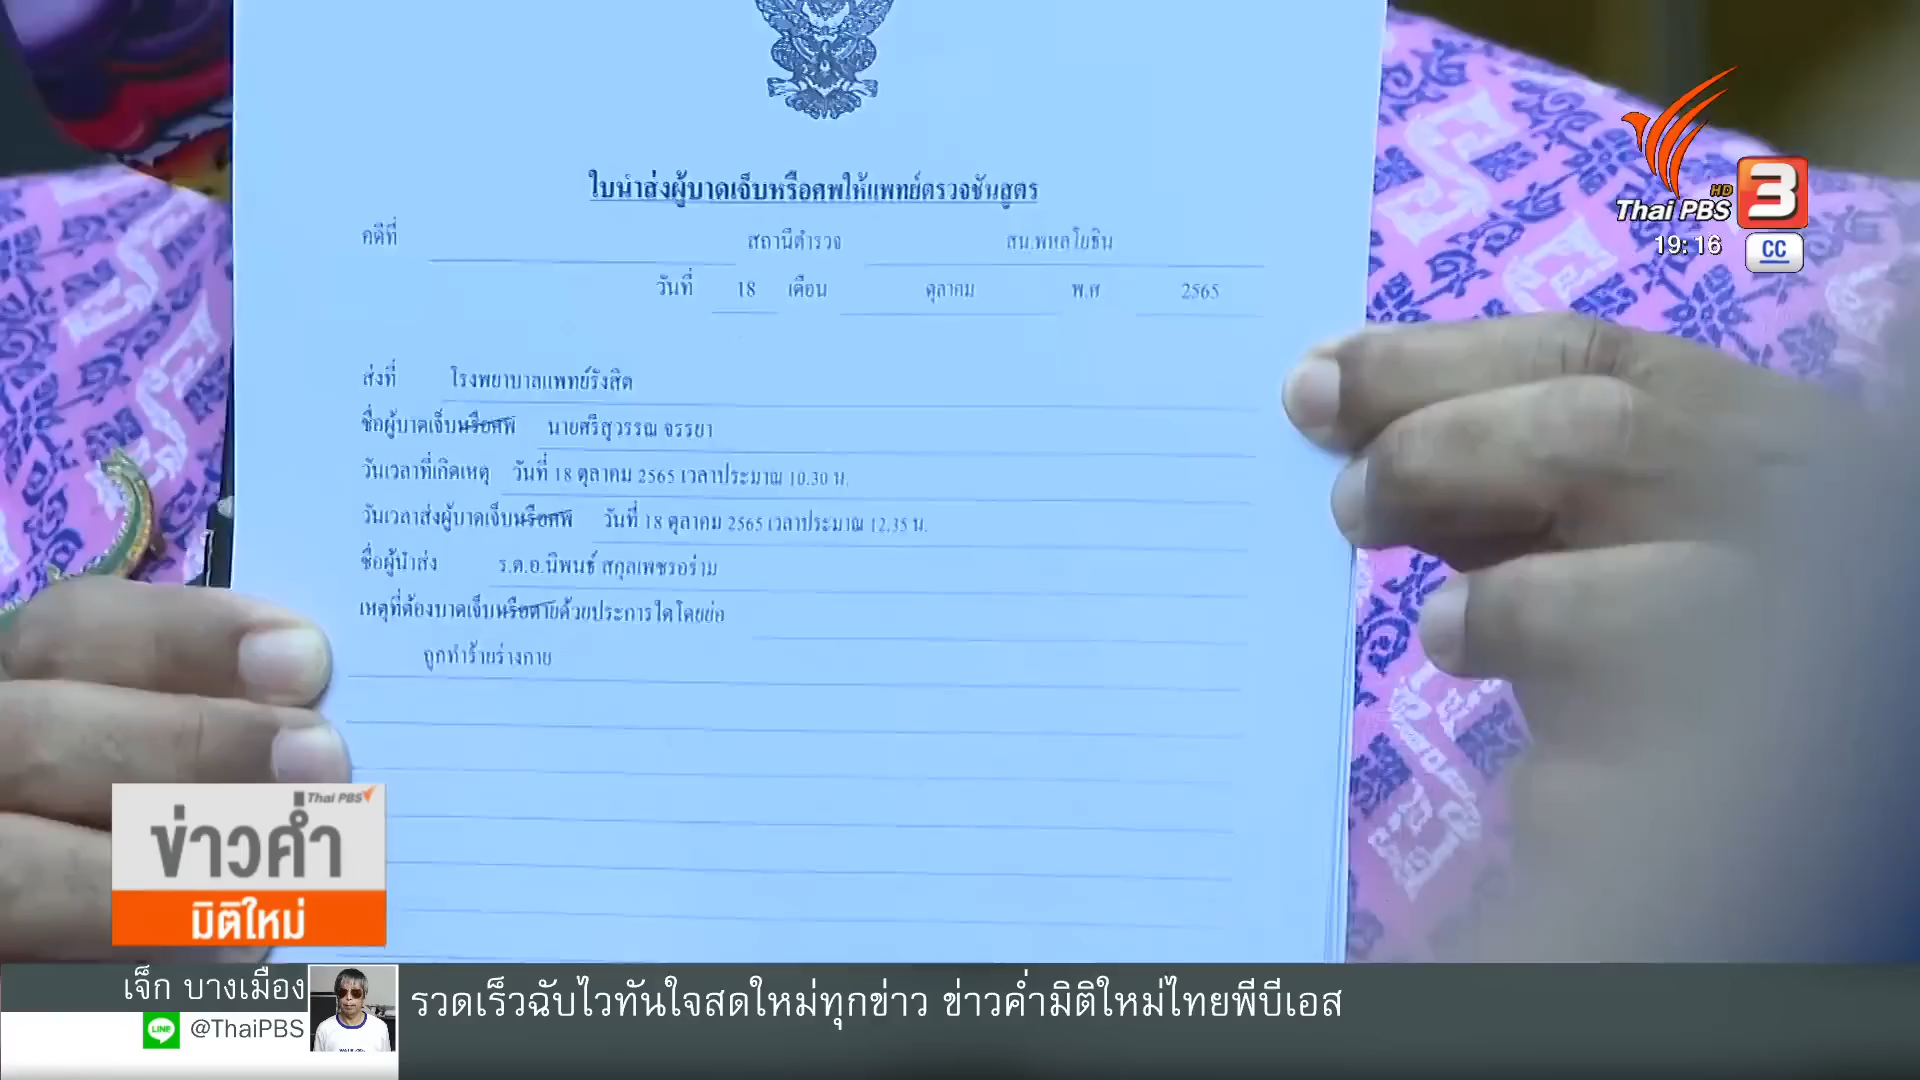 ใบนำส่งผู้บาดเจ็บหรือศพให้แพทย์ตรวจชันสูตร
คดีที่ สถานีตำรวจ สน.พหลโยธิน
วันที่ 18 เดือน ตุลาคม พ.ศ 2565
ส่งที่ โรงพยาบาลแพทย์รังสิต
ชื่อผู้บาดเจ็บหรือศพ นายศรีสุวรรณ จรรยา
วันเวลาที่เกิดเหตุ วันที่ 18 ตุลาคม 2565 เวลาประมาณ 10.30 น.
วันเวลาส่งผู้บาดเจ็บหรือศพ วันที่ 18 ตุลาคม 2565 เวลาประมาณ 12.35 น.
ชื่อผู้นำส่ง ร.ต.อ.นิพนธ์ สกุลเพชรอร่าม
เหตุที่ต้องบาดเจ็บหรือตายด้วยประการใดโดยย่อ
ถูกทำร้ายร่างกาย
HD
Thai PBS 3
19:16 CC
Thai PBS
ข่าวค่ำ
มิติใหม่
เจ็ก บางเมือง
LINE @ThaiPBS
รวดเร็วฉับไวทันใจสดใหม่ทุกข่าว ข่าวค่ำมิติใหม่ไทยพีบีเอส